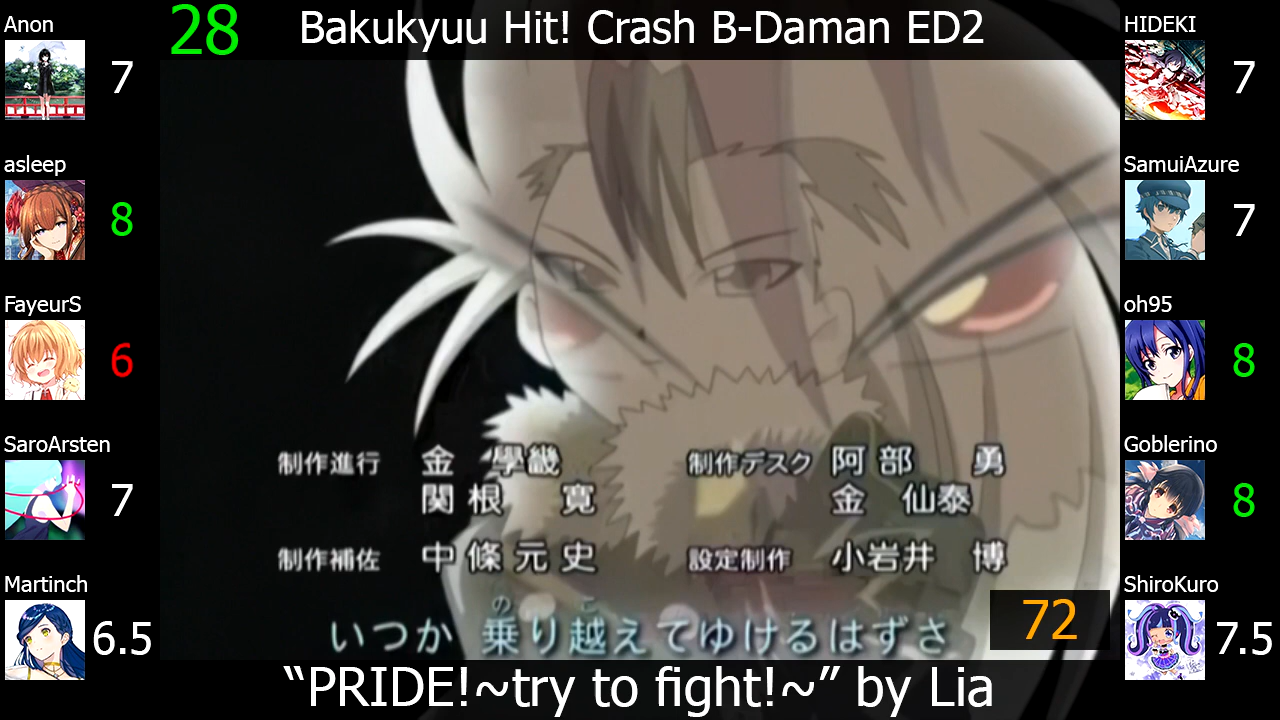 Anon
7
asleep
8
FayeurS
6
SaroArsten
7
Martinch
6.5
28
Bakukyuu Hit! Crash B-Daman ED2
制作進行 金 學畿 制作デスク 阿部 勇
関根 寛 金 仙泰
制作補佐 中條元史 設定制作 小岩井 博
の こ
いつか 乗り越えてゆけるはずさ
72
“PRIDE!~try to fight!~” by Lia
HIDEKI
7
SamuiAzure
7
oh95
8
Goblerino
8
ShiroKuro
7.5